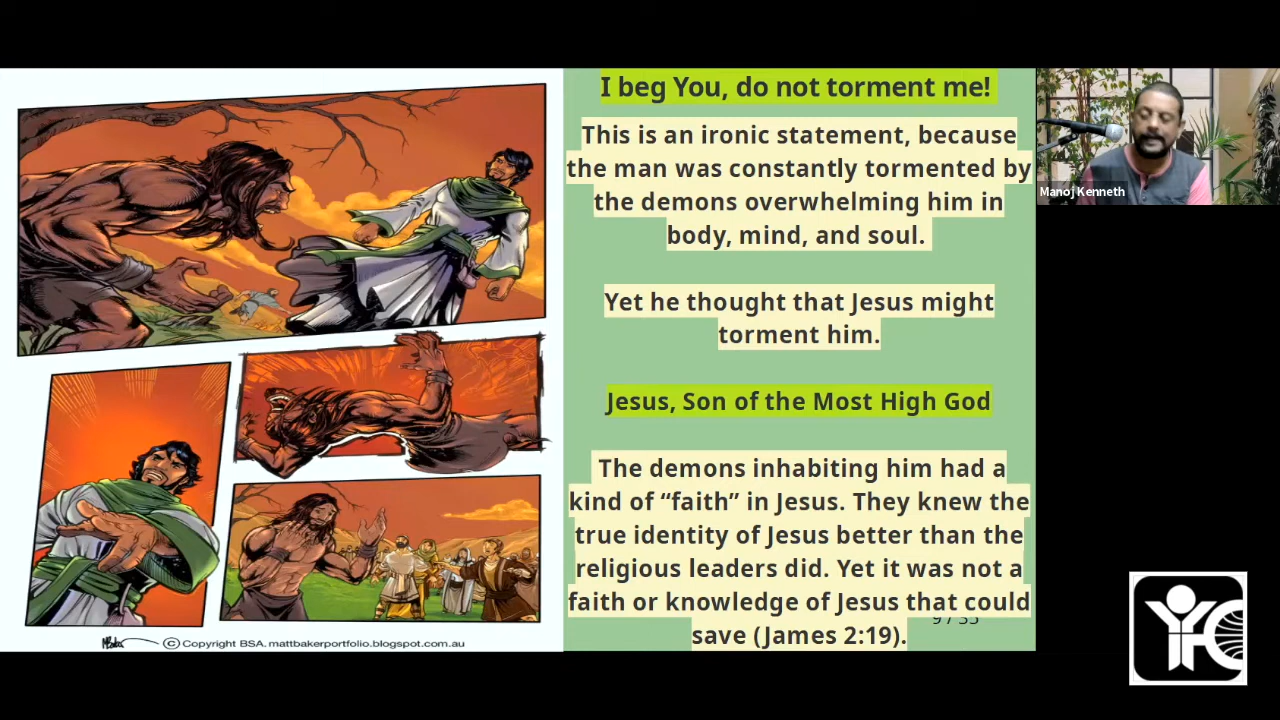 I beg You, do not torment me!
This is an ironic statement, because
the man was constantly tormented by
the demons overwhelming him in
body, mind, and soul.
Yet he thought that Jesus might
torment him.
Jesus, Son of the Most High God
The demons inhabiting him had a
kind of “faith” in Jesus. They knew the
true identity of Jesus better than the
religious leaders did. Yet it was not a
faith or knowledge of Jesus that could
save (James 2:19).
9 / 35
Manoj Kenneth
© Copyright BSA. mattbakerportfolio.blogspot.com.au
YFC